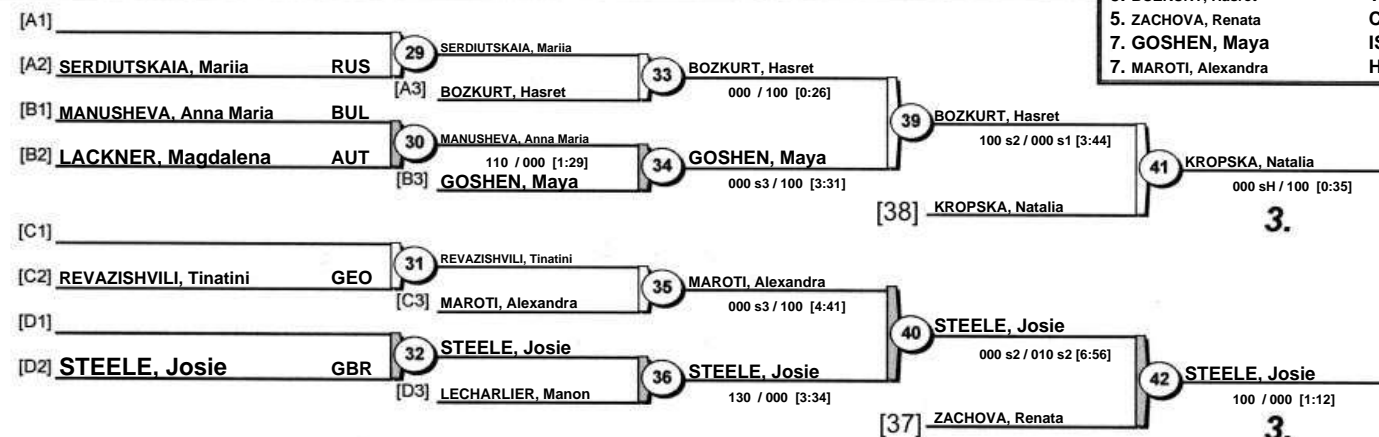 5. ZACHOVA, Renata
7. GOSHEN, Maya
7. MAROTI, Alexandra
[A1]
[A2] SERDIUTSKAIA, Mariia RUS
29
SERDIUTSKAIA, Mariia
[A3] BOZKURT, Hasret
33
BOZKURT, Hasret
000 / 100 [0:26]
[B1] MANUSHEVA, Anna Maria BUL
[B2] LACKNER, Magdalena AUT
30
MANUSHEVA, Anna Maria
110 / 000 [1:29]
[B3] GOSHEN, Maya
34
GOSHEN, Maya
000 s3 / 100 [3:31]
39
BOZKURT, Hasret
100 s2 / 000 s1 [3:44]
[38] KROPSKA, Natalia
41
KROPSKA, Natalia
000 sH / 100 [0:35]
3.
[C1]
[C2] REVAZISHVILI, Tinatini GEO
31
REVAZISHVILI, Tinatini
[C3] MAROTI, Alexandra
35
MAROTI, Alexandra
000 s3 / 100 [4:41]
[D1]
[D2] STEELE, Josie GBR
32
STEELE, Josie
[D3] LECHARLIER, Manon
36
STEELE, Josie
130 / 000 [3:34]
40
STEELE, Josie
000 s2 / 010 s2 [6:56]
[37] ZACHOVA, Renata
42
STEELE, Josie
100 / 000 [1:12]
3.